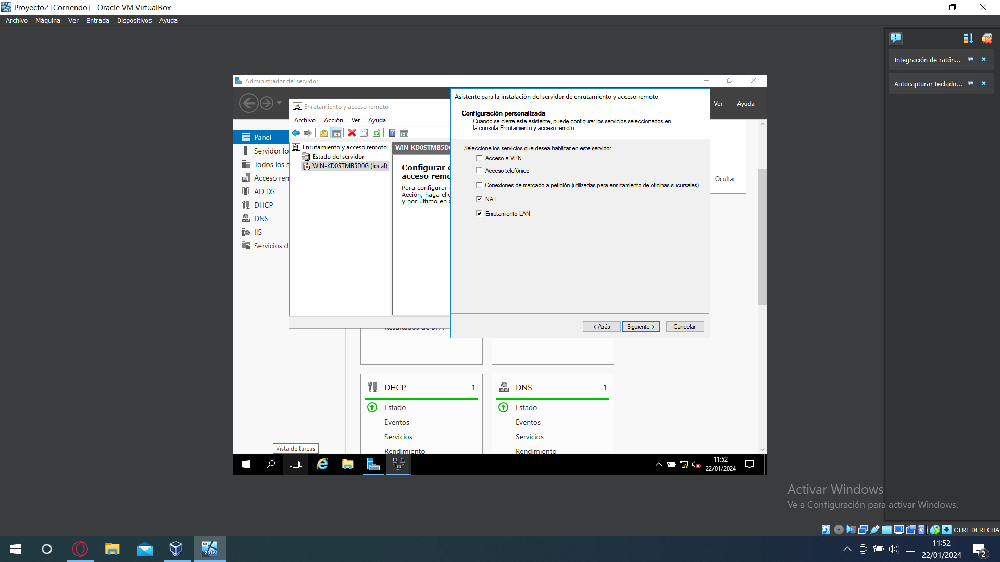 Proyecto2 [Corriendo] - Oracle VM VirtualBox
Archivo Máquina Ver Entrada Dispositivos Ayuda
Integración de ratón...
Autocapturar teclado...
Administrador del servidor
Ver Ayuda
Panel
Servidor lo
Todos los s
Acceso rem
AD DS
DHCP
DNS
IIS
Servicios d
Enrutamiento y acceso remoto
Archivo Acción Ver Ayuda
Enrutamiento y acceso remoto
Estado del servidor
WIN-KD0STMB5D0G (local)
WIN-KD0STMB5D0
Configurar e
acceso remo
Para configurar
Acción, haga clic
y por último en
Asistente para la instalación del servidor de enrutamiento y acceso remoto
Configuración personalizada
Cuando se cierre este asistente, puede configurar los servicios seleccionados en
la consola Enrutamiento y acceso remoto.
Seleccione los servicios que desea habilitar en este servidor.
Acceso a VPN
Acceso telefónico
Conexiones de marcado a petición (utilizadas para enrutamiento de oficinas sucursales)
NAT
Enrutamiento LAN
< Atrás Siguiente > Cancelar
Ocultar
Resultados de BPA
DHCP 1
Estado
Eventos
Servicios
Rendimiento
DNS 1
Estado
Eventos
Servicios
Rendimiento
Vista de tareas
11:52
22/01/2024
Activar Windows
Ve a Configuración para activar Windows.
CTRL DERECHA
64
2016
11:52
22/01/2024
2